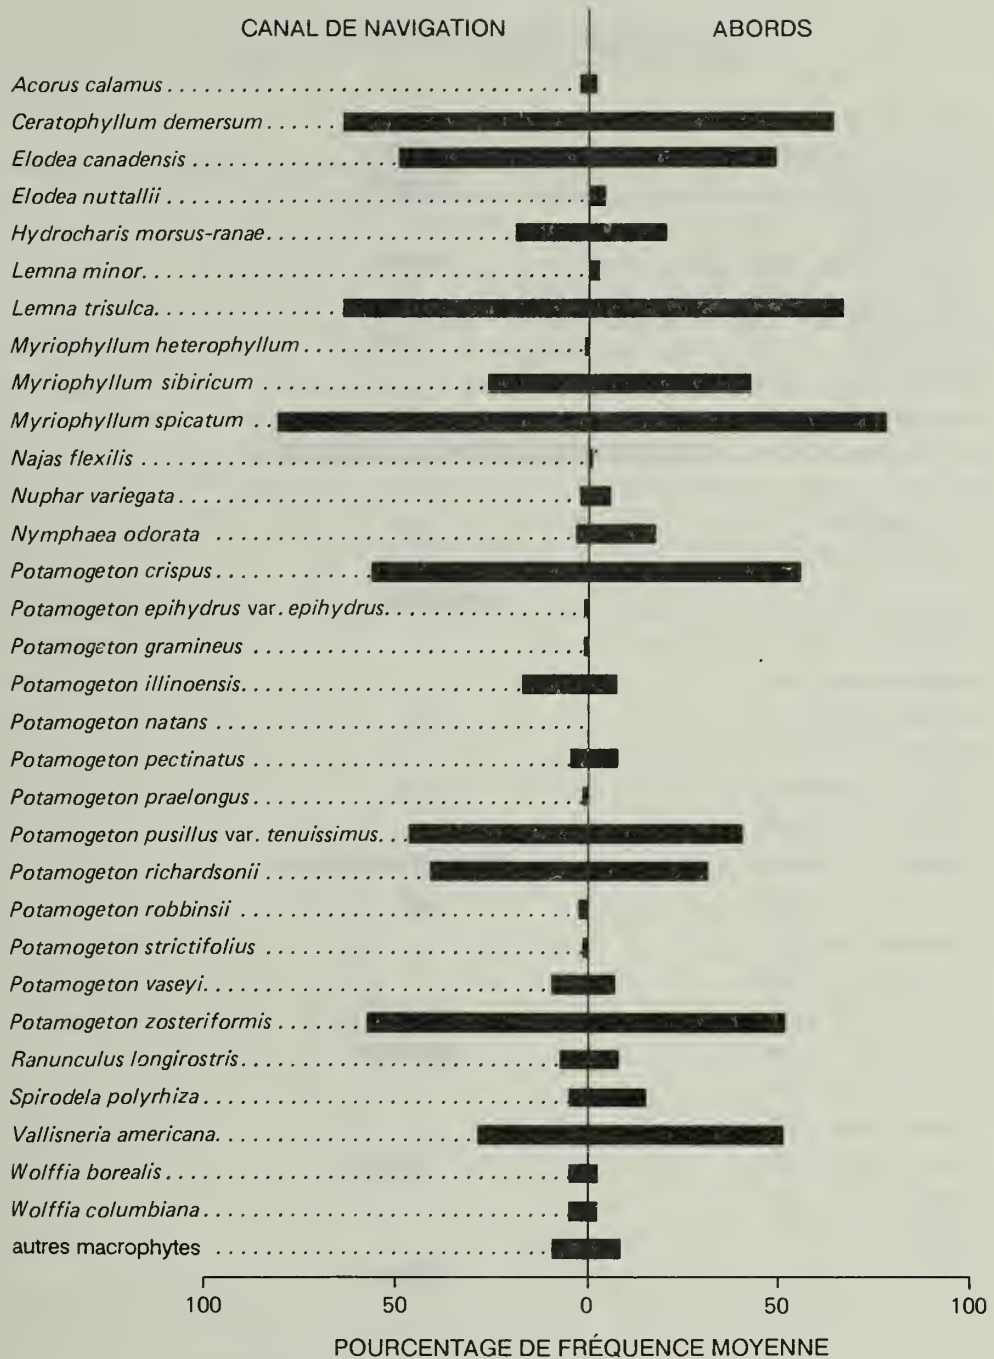 CANAL DE NAVIGATION ABORDS
Acorus calamus
Ceratophyllum demersum
Elodea canadensis
Elodea nuttallii
Hydrocharis morsus-ranae
Lemna minor
Lemna trisulca
Myriophyllum heterophyllum
Myriophyllum sibiricum
Myriophyllum spicatum
Najas flexilis
Nuphar variegata
Nymphaea odorata
Potamogeton crispus
Potamogeton epihydrus var. epihydrus
Potamogeton gramineus
Potamogeton illinoensis
Potamogeton natans
Potamogeton pectinatus
Potamogeton praelongus
Potamogeton pusillus var. tenuissimus
Potamogeton richardsonii
Potamogeton robbinsii
Potamogeton strictifolius
Potamogeton vaseyi
Potamogeton zosteriformis
Ranunculus longirostris
Spirodela polyrhiza
Vallisneria americana
Wolffia borealis
Wolffia columbiana
autres macrophytes
100 50 0 50 100
POURCENTAGE DE FRÉQUENCE MOYENNE